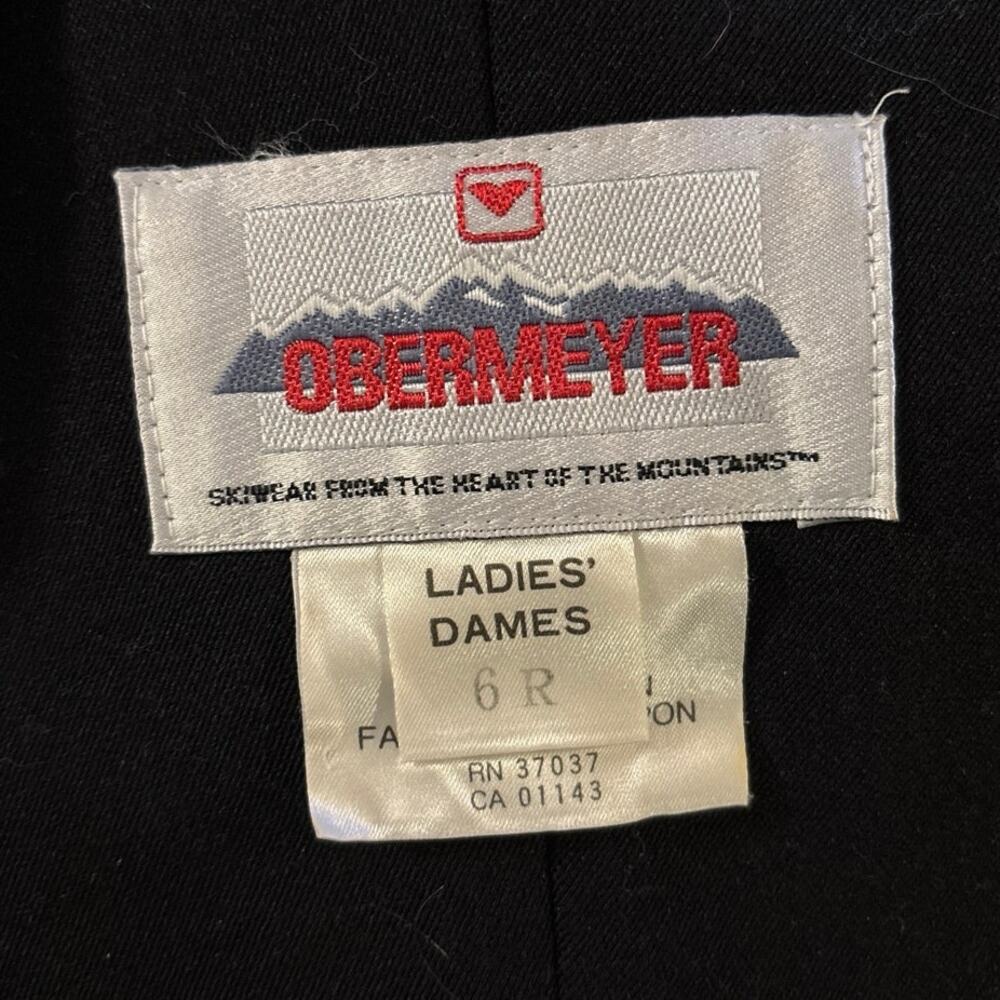 OBERMEYER
SKIWEAR FROM THE HEART OF THE MOUNTAINS™
LADIES'
DAMES
6 R
RN 37037
CA 01143